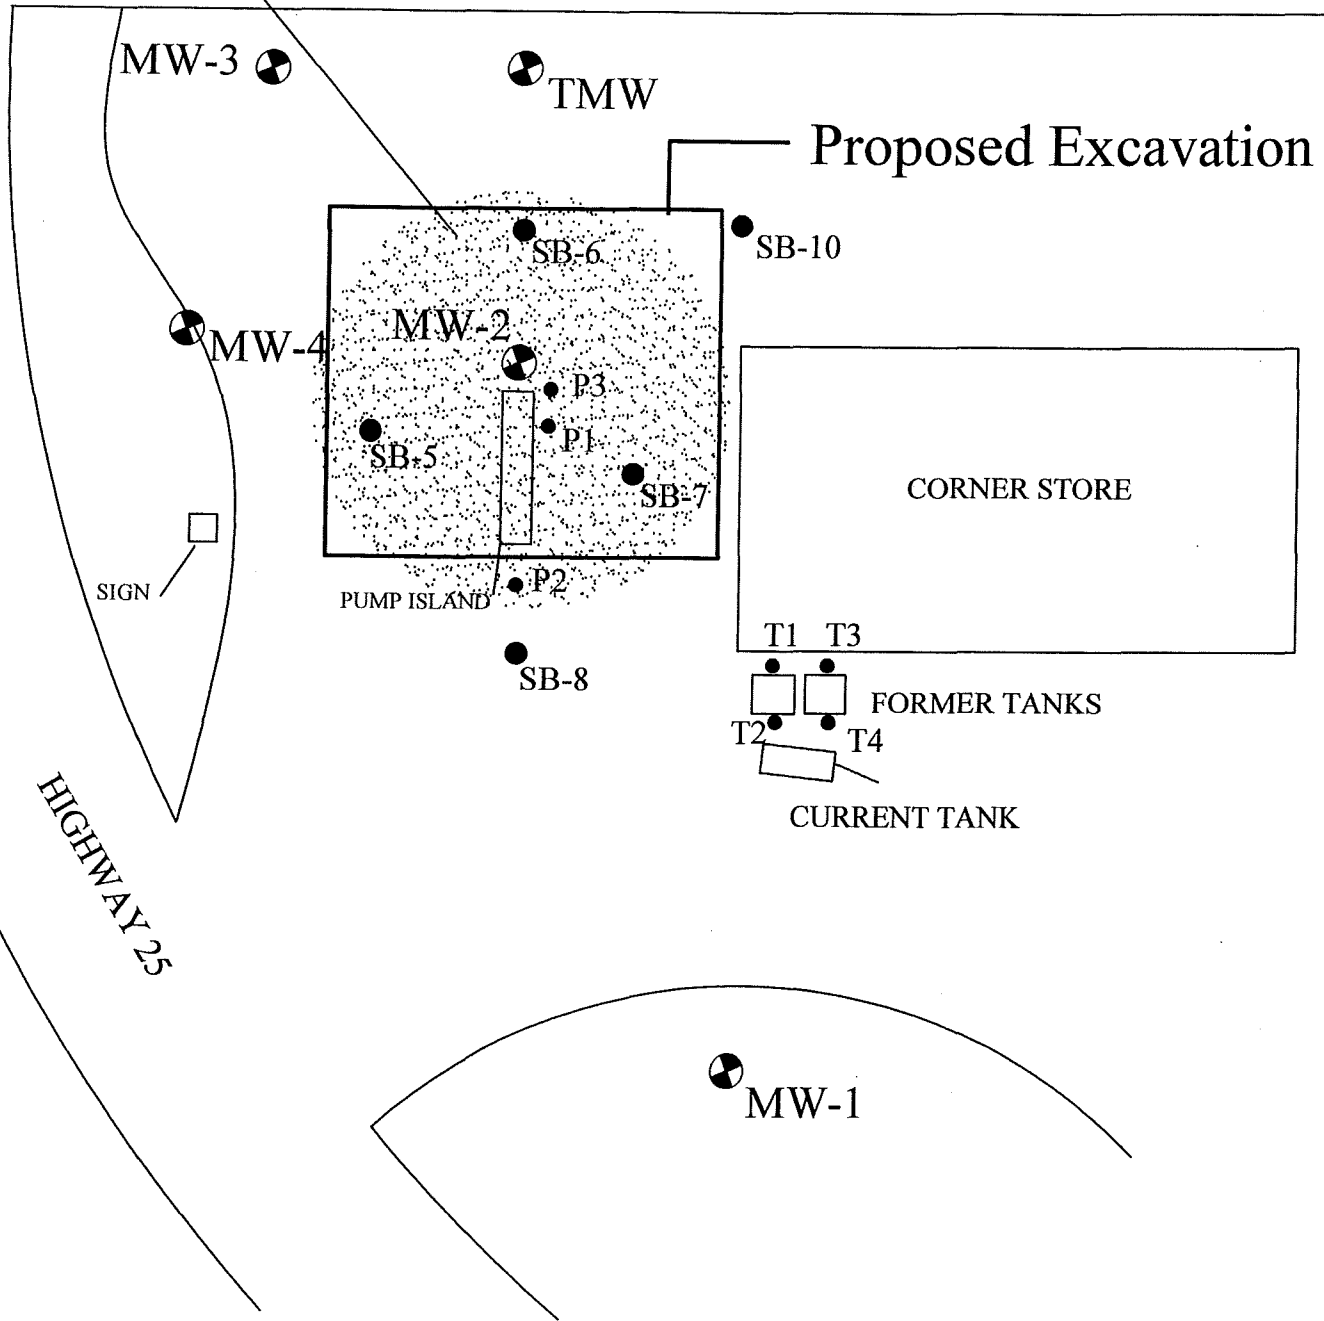 MW-3
TMW
Proposed Excavation
SB-6
SB-10
MW-4
MW-2
P3
P1
SB-5
SB-7
CORNER STORE
SIGN
PUMP ISLAND
P2
T1
T3
SB-8
FORMER TANKS
T2
T4
CURRENT TANK
HIGHWAY 25
MW-1